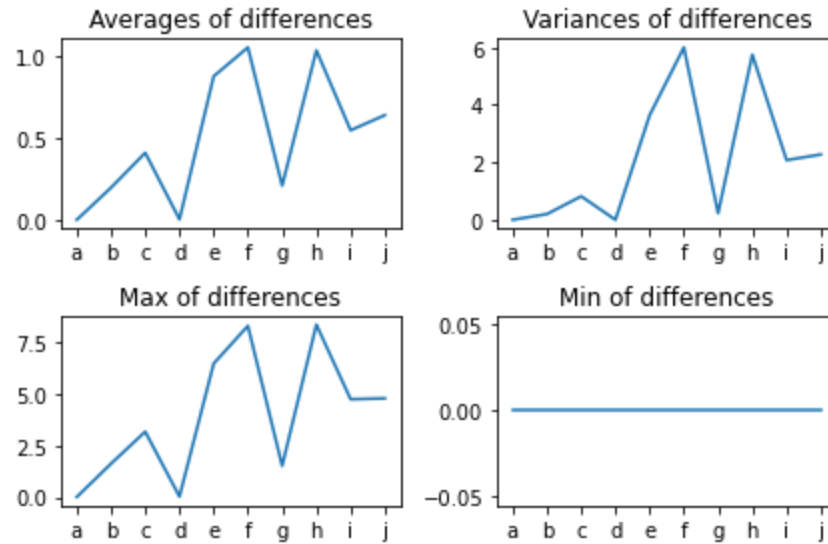 Averages of differences
1.0
0.5
0.0
a b c d e f g h i j
Variances of differences
6
4
2
0
a b c d e f g h i j
Max of differences
7.5
5.0
2.5
0.0
a b c d e f g h i j
Min of differences
0.05
0.00
−0.05
a b c d e f g h i j